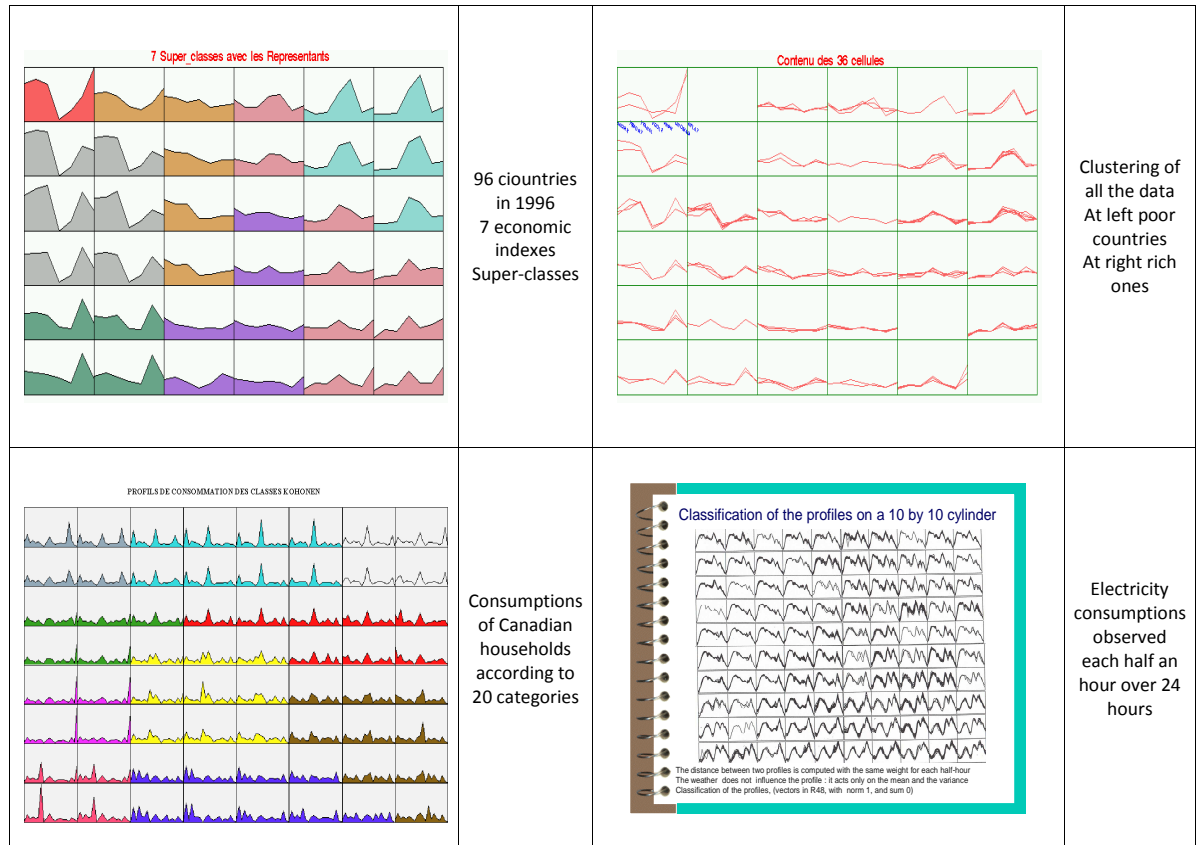 7 Super_classes avec les Representants
96 ciountries
in 1996
7 economic
indexes
Super-classes
Contenu des 36 cellules
Clustering of
all the data
At left poor
countries
At right rich
ones
PROFILS DE CONSOMMATION DES CLASSES KOHONEN
Consumptions
of Canadian
households
according to
20 categories
Classification of the profiles on a 10 by 10 cylinder
The distance between two profiles is computed with the same weight for each half-hour
The weather does not influence the profile : it acts only on the mean and the variance
Classification of the profiles, (vectors in R48, with norm 1, and sum 0)
Electricity
consumptions
observed
each half an
hour over 24
hours